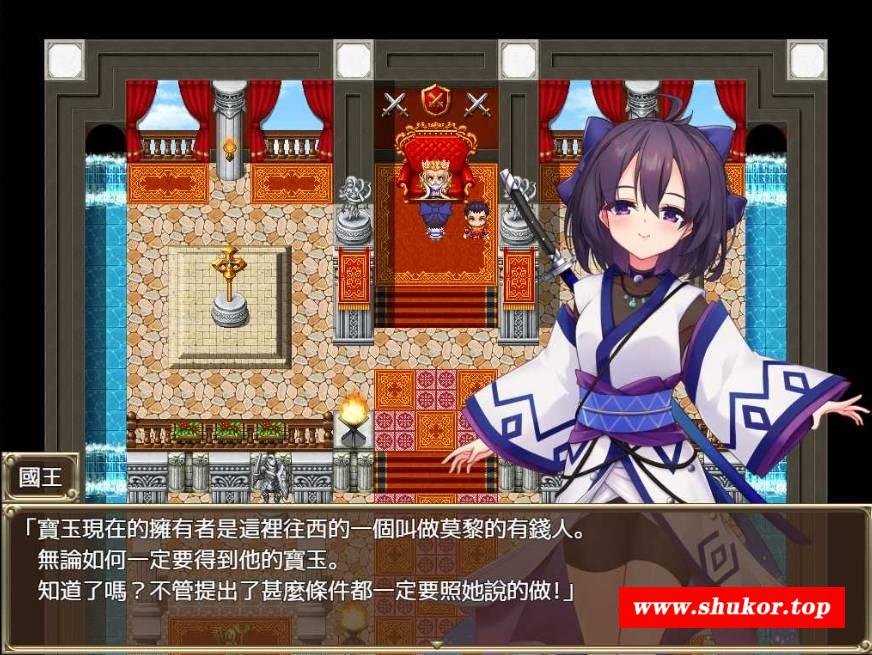 國王
「寶玉現在的擁有者是這裡往西的一個叫做莫黎的有錢人。
無論如何一定要得到他的寶玉。
知道了嗎？不管提出了甚麼條件都一定要照她說的做!」
www.shukor.top